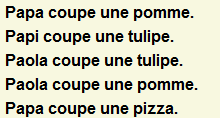 Papa coupe une pomme.
Papi coupe une tulipe.
Paola coupe une tulipe.
Paola coupe une pomme.
Papa coupe une pizza.